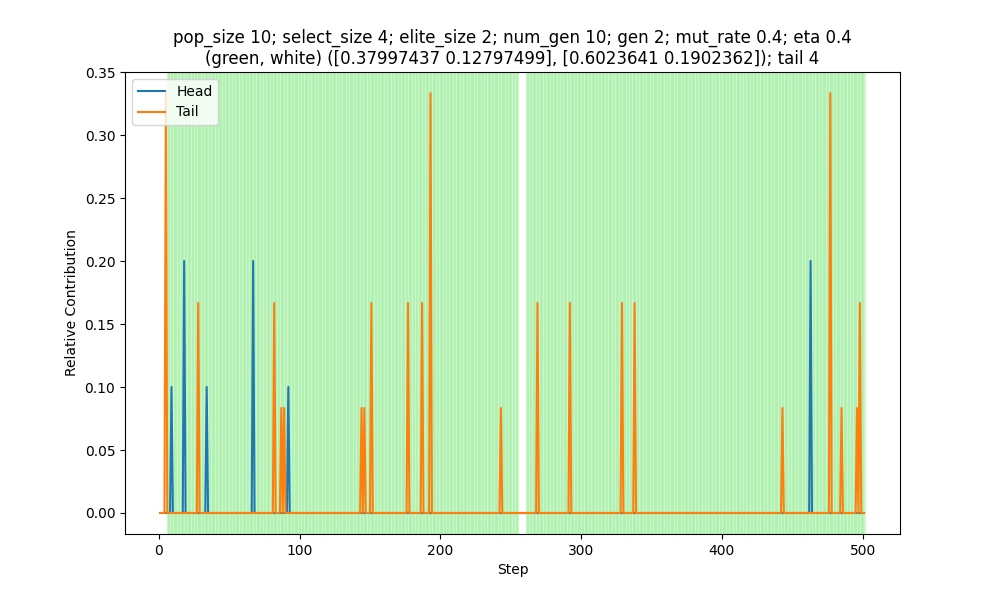 pop_size 10; select_size 4; elite_size 2; num_gen 10; gen 2; mut_rate 0.4; eta 0.4
(green, white) ([0.37997437 0.12797499], [0.6023641 0.1902362]); tail 4
Head
Tail
0.35
0.30
0.25
0.20
0.15
0.10
0.05
0.00
Relative Contribution
0
100
200
300
400
500
Step